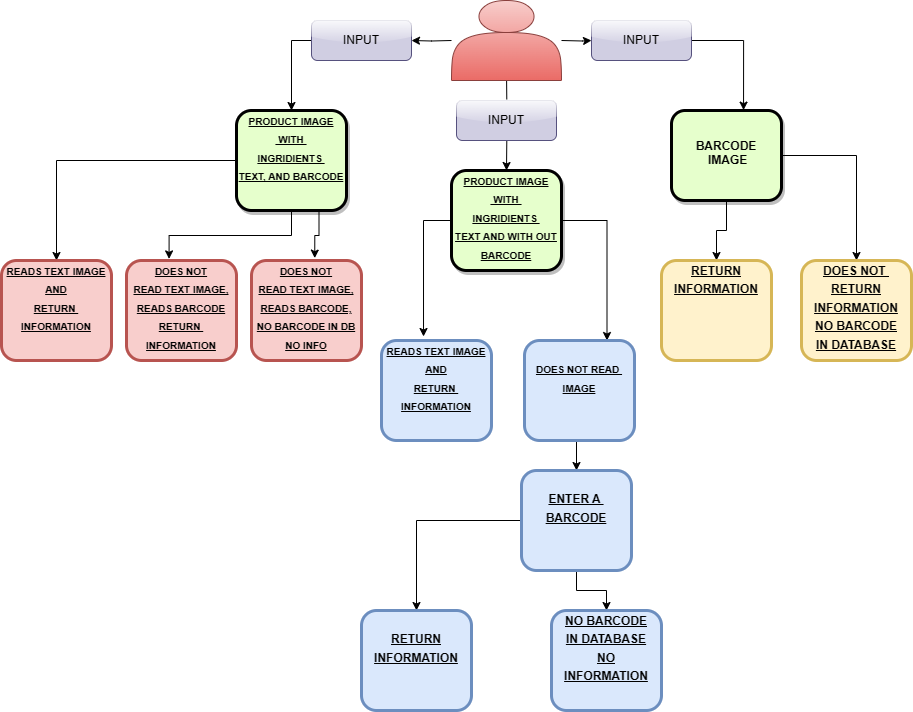 INPUT
INPUT
INPUT
PRODUCT IMAGE
WITH
INGRIDIENTS
TEXT, AND BARCODE
PRODUCT IMAGE
WITH
INGRIDIENTS
TEXT AND WITH OUT
BARCODE
BARCODE
IMAGE
READS TEXT IMAGE
AND
RETURN
INFORMATION
DOES NOT
READ TEXT IMAGE,
READS BARCODE
RETURN
INFORMATION
DOES NOT
READ TEXT IMAGE,
READS BARCODE,
NO BARCODE IN DB
NO INFO
RETURN
INFORMATION
DOES NOT
RETURN
INFORMATION
NO BARCODE
IN DATABASE
READS TEXT IMAGE
AND
RETURN
INFORMATION
DOES NOT READ
IMAGE
ENTER A
BARCODE
RETURN
INFORMATION
NO BARCODE
IN DATABASE
NO
INFORMATION